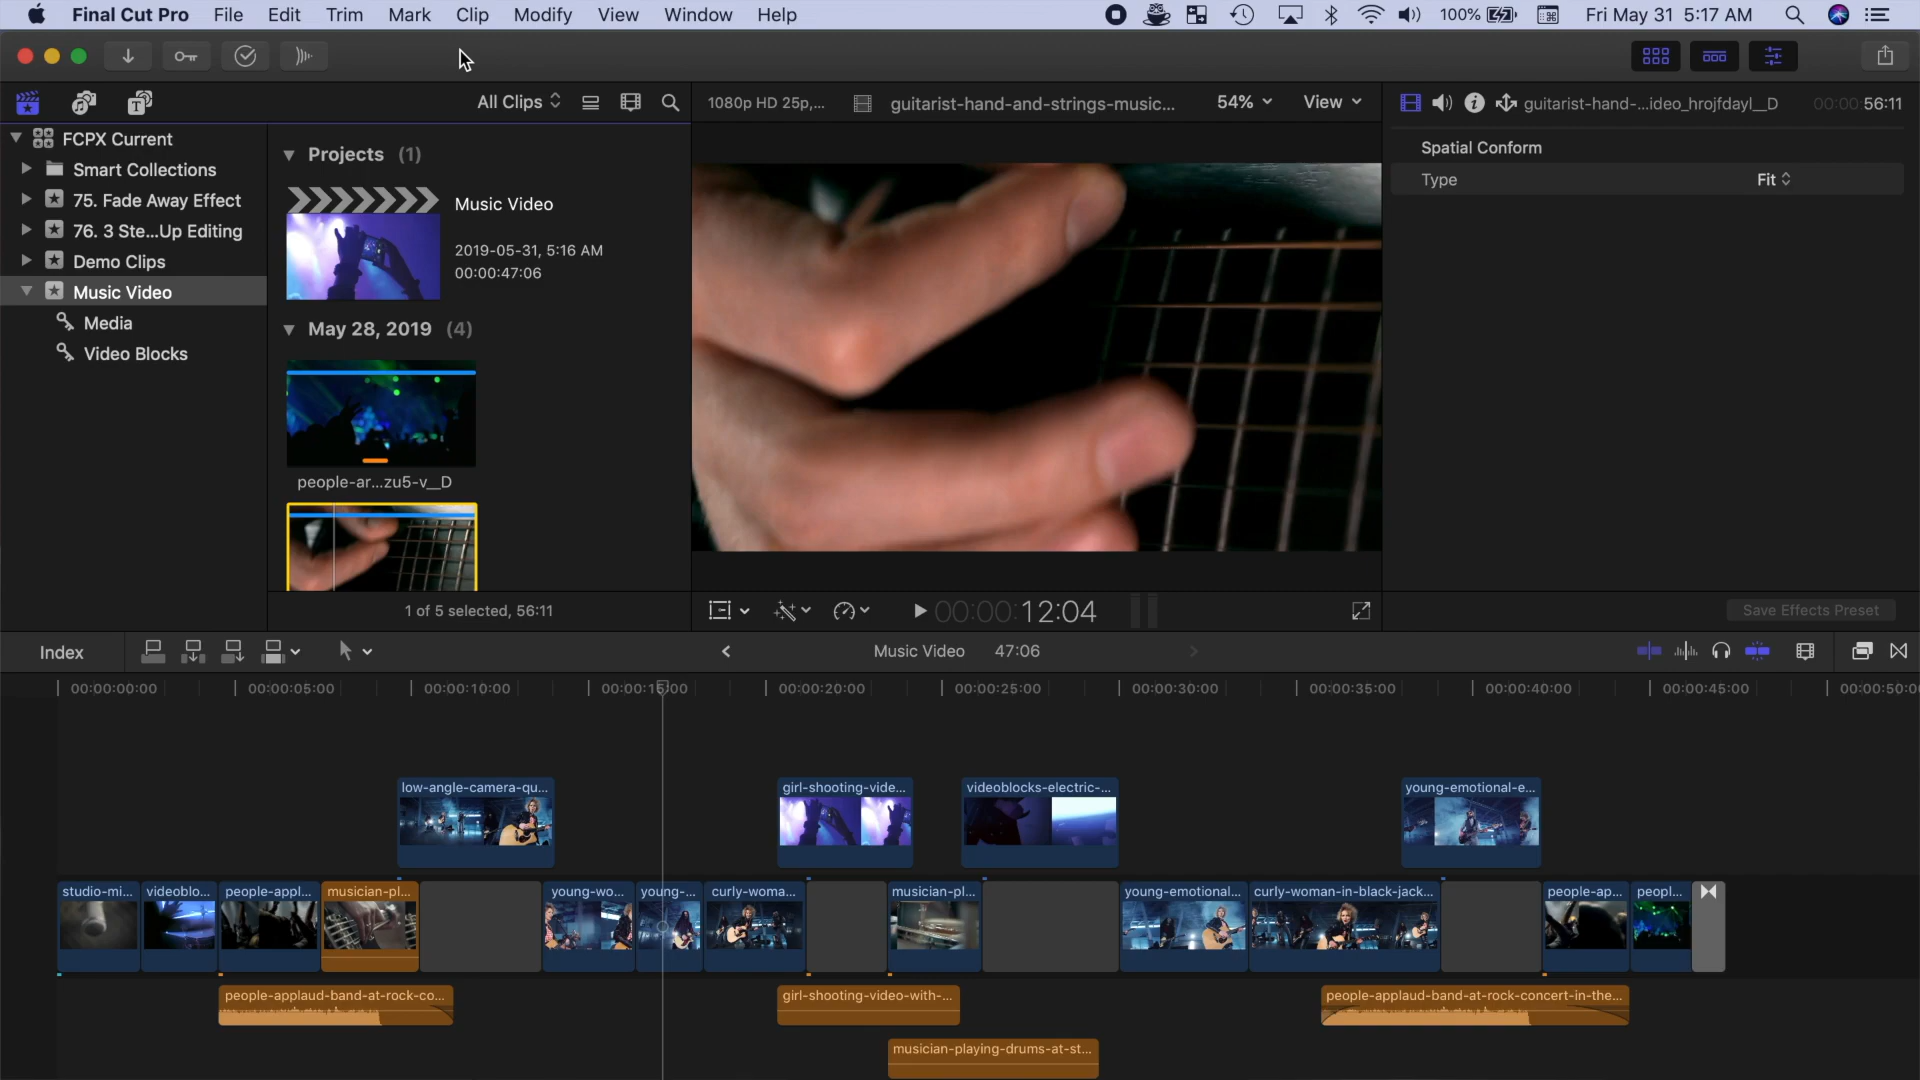 Final Cut Pro File Edit Trim Mark Clip Modify View Window Help 100% Fri May 31 5:17 AM
All Clips 1080p HD 25p,... guitarist-hand-and-strings-music... 54% View guitarist-hand-...ideo_hrojfdayl__D 00:00:56:11
FCPX Current
Smart Collections
75. Fade Away Effect
76. 3 Ste...Up Editing
Demo Clips
Music Video
Media
Video Blocks
Projects (1)
Music Video
2019-05-31, 5:16 AM
00:00:47:06
May 28, 2019 (4)
people-ar...zu5-v__D
1 of 5 selected, 56:11
00:00:12:04
Spatial Conform
Type Fit
Save Effects Preset
Index Music Video 47:06
00:00:00:00 00:00:05:00 00:00:10:00 00:00:15:00 00:00:20:00 00:00:25:00 00:00:30:00 00:00:35:00 00:00:40:00 00:00:45:00 00:00:50:0
low-angle-camera-qu... girl-shooting-vide... videoblocks-electric-... young-emotional-e...
studio-mi... videoblo... people-appl... musician-pl... young-wo... young-... curly-woma... musician-pl... young-emotional... curly-woman-in-black-jack... people-ap... peopl...
people-applaud-band-at-rock-co... girl-shooting-video-with-... people-applaud-band-at-rock-concert-in-the...
musician-playing-drums-at-st...